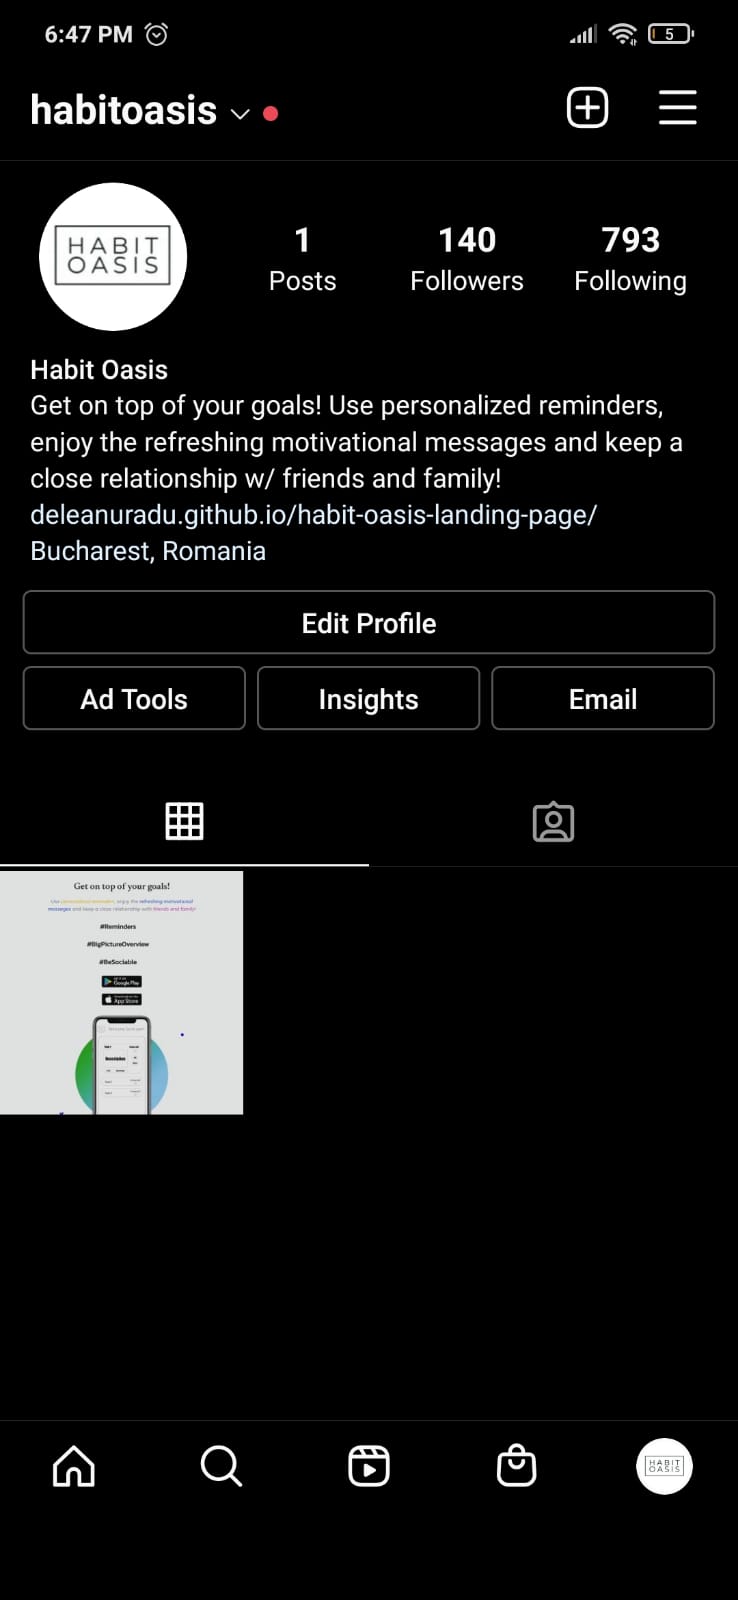 6:47 PM
5
habitoasis
HABIT
OASIS
1
Posts
140
Followers
793
Following
Habit Oasis
Get on top of your goals! Use personalized reminders,
enjoy the refreshing motivational messages and keep a
close relationship w/ friends and family!
deleanuradu.github.io/habit-oasis-landing-page/
Bucharest, Romania
Edit Profile
Ad Tools
Insights
Email
Get on top of your goals!
Use personalized reminders, enjoy the refreshing motivational
messages and keep a close relationship with friends and family!
#Reminders
#BigPictureOverview
#BeSociable
Google Play
App Store
Description
HABIT
OASIS